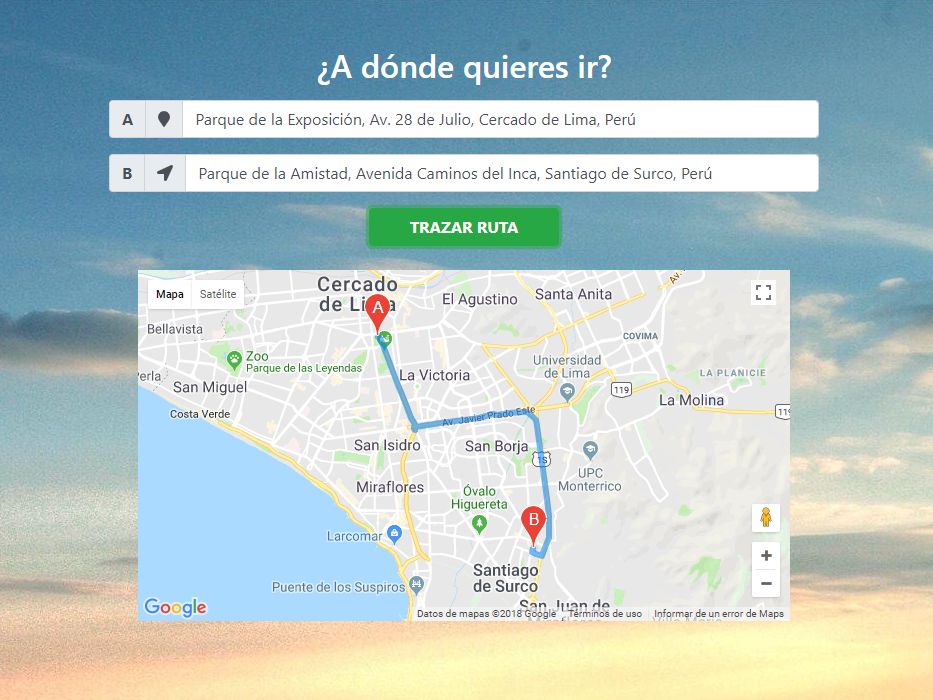 ¿A dónde quieres ir?
A
Parque de la Exposición, Av. 28 de Julio, Cercado de Lima, Perú
B
Parque de la Amistad, Avenida Caminos del Inca, Santiago de Surco, Perú
TRAZAR RUTA
Mapa
Satélite
Cercado
de Lima
A
El Agustino
Santa Anita
Av.
Bellavista
COVIMA
Zoo
Parque de las Leyendas
Universidad
de Lima
LA PLANICIE
La Victoria
San Miguel
119
La Molina
119
Costa Verde
Av. Javier Prado Este
San Isidro
San Borja
1S
Miraflores
UPC
Monterrico
Óvalo
Higuereta
B
Larcomar
Santiago
de Surco
Puente de los Suspiros
San Juan de
Miraflores
Google
Datos de mapas ©2018 Google
Términos de uso
Informar de un error de Maps